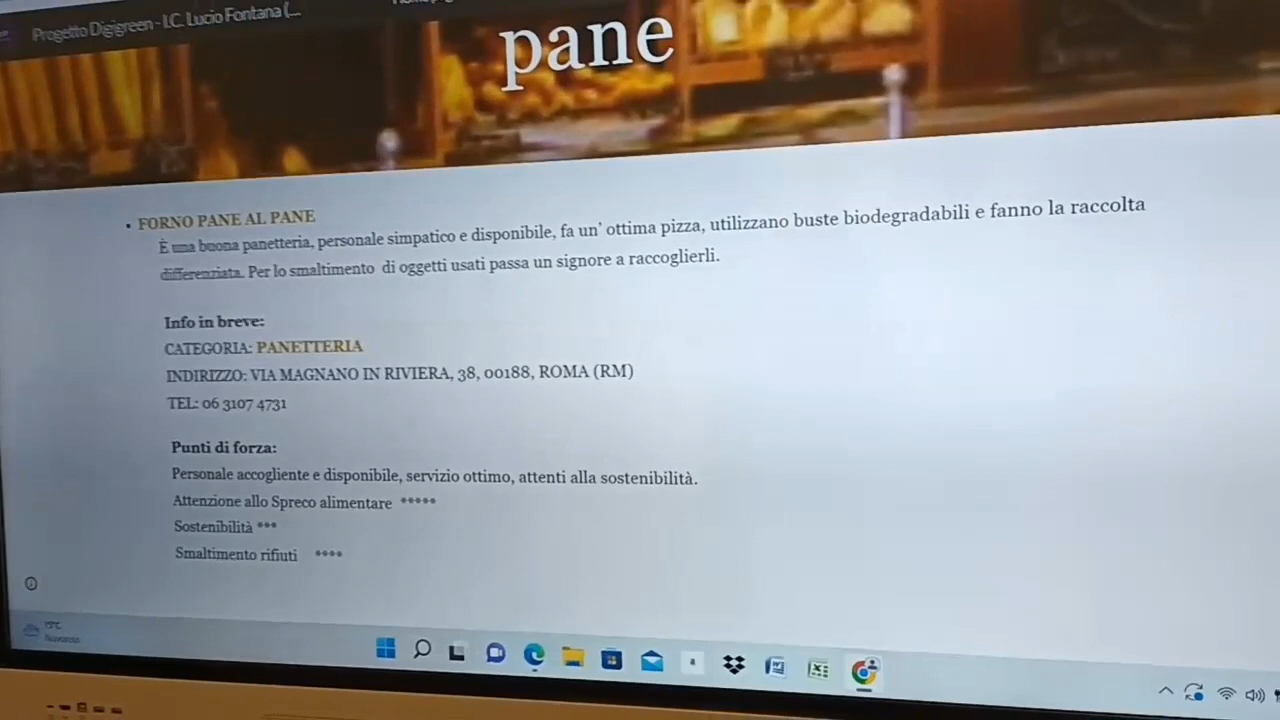 Progetto Digigreen - I.C. Lucio Fontana (...
pane
• FORNO PANE AL PANE
È una buona panetteria, personale simpatico e disponibile, fa un' ottima pizza, utilizzano buste biodegradabili e fanno la raccolta
differenziata. Per lo smaltimento di oggetti usati passa un signore a raccoglierli.
Info in breve:
CATEGORIA: PANETTERIA
INDIRIZZO: VIA MAGNANO IN RIVIERA, 38, 00188, ROMA (RM)
TEL: 06 3107 4731
Punti di forza:
Personale accogliente e disponibile, servizio ottimo, attenti alla sostenibilità.
Attenzione allo Spreco alimentare *****
Sostenibilità ***
Smaltimento rifiuti ****
Nuvoloso